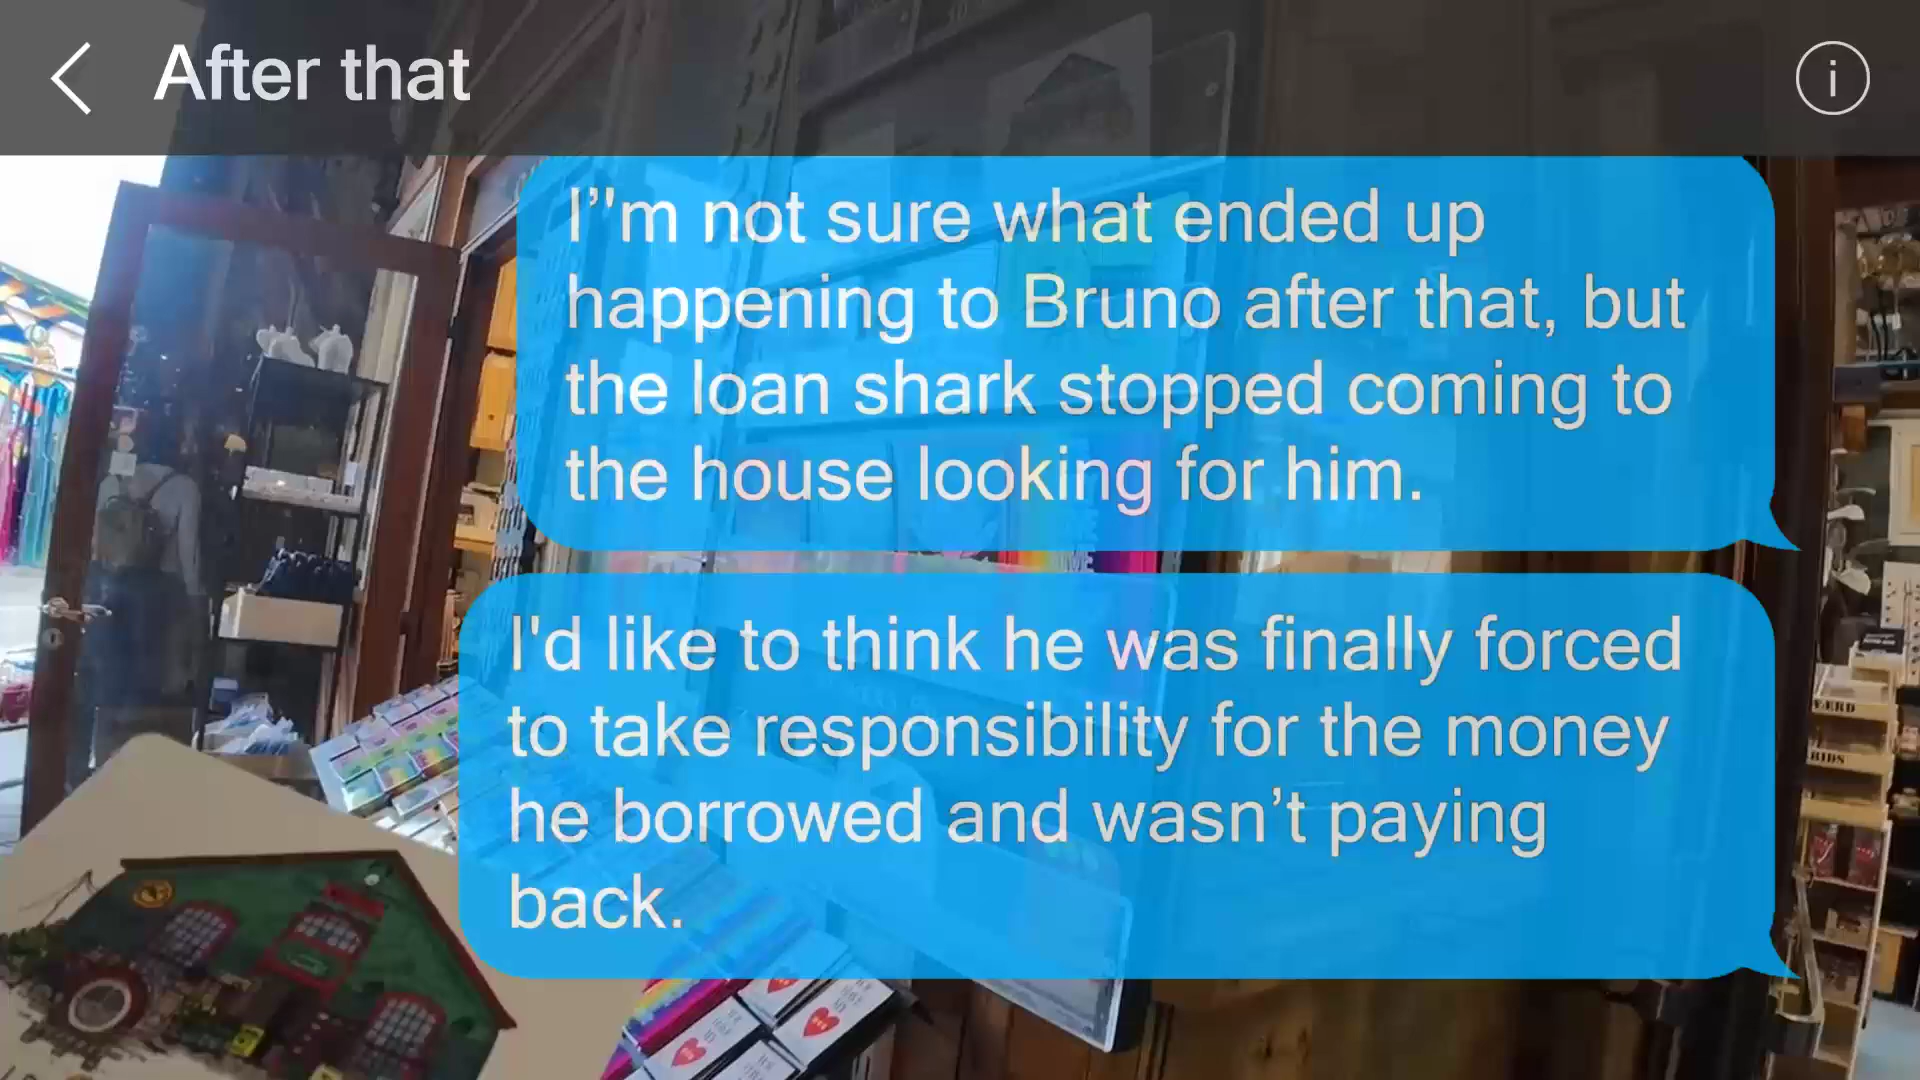 After that
I’'m not sure what ended up
happening to Bruno after that, but
the loan shark stopped coming to
the house looking for him.
I'd like to think he was finally forced
to take responsibility for the money
he borrowed and wasn’t paying
back.